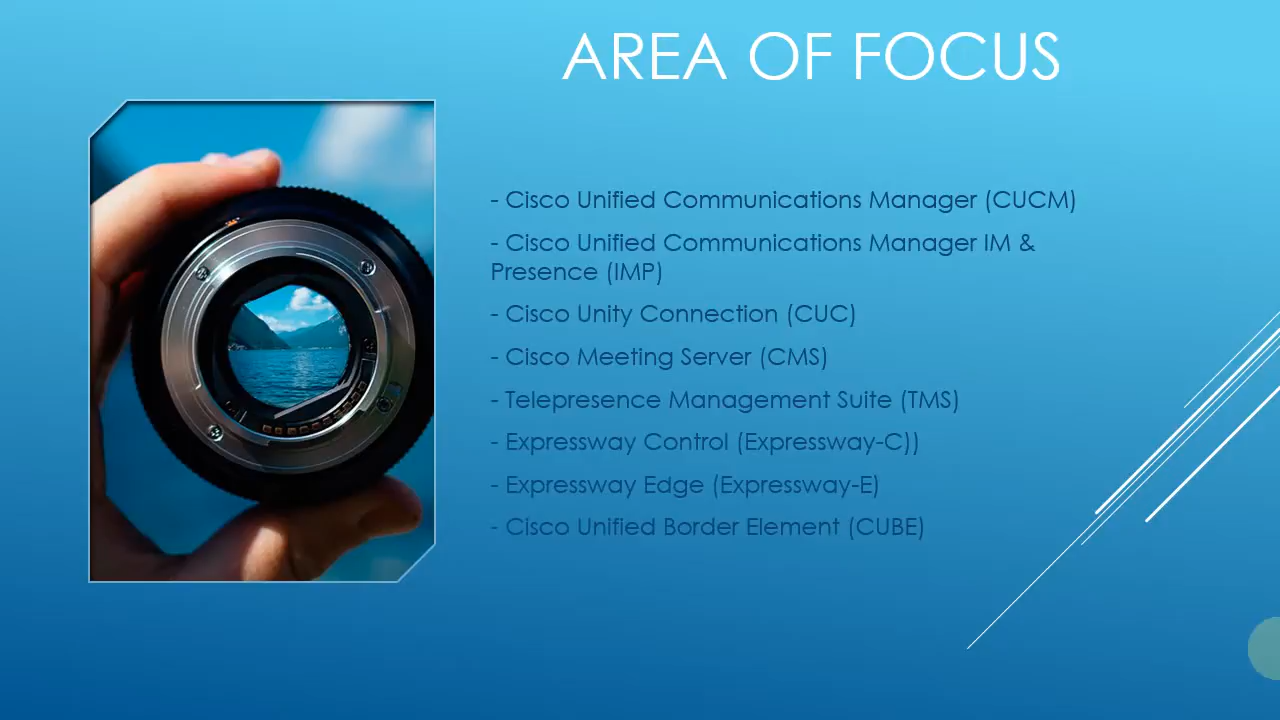 AREA OF FOCUS
- Cisco Unified Communications Manager (CUCM)
- Cisco Unified Communications Manager IM &
Presence (IMP)
- Cisco Unity Connection (CUC)
- Cisco Meeting Server (CMS)
- Telepresence Management Suite (TMS)
- Expressway Control (Expressway-C))
- Expressway Edge (Expressway-E)
- Cisco Unified Border Element (CUBE)